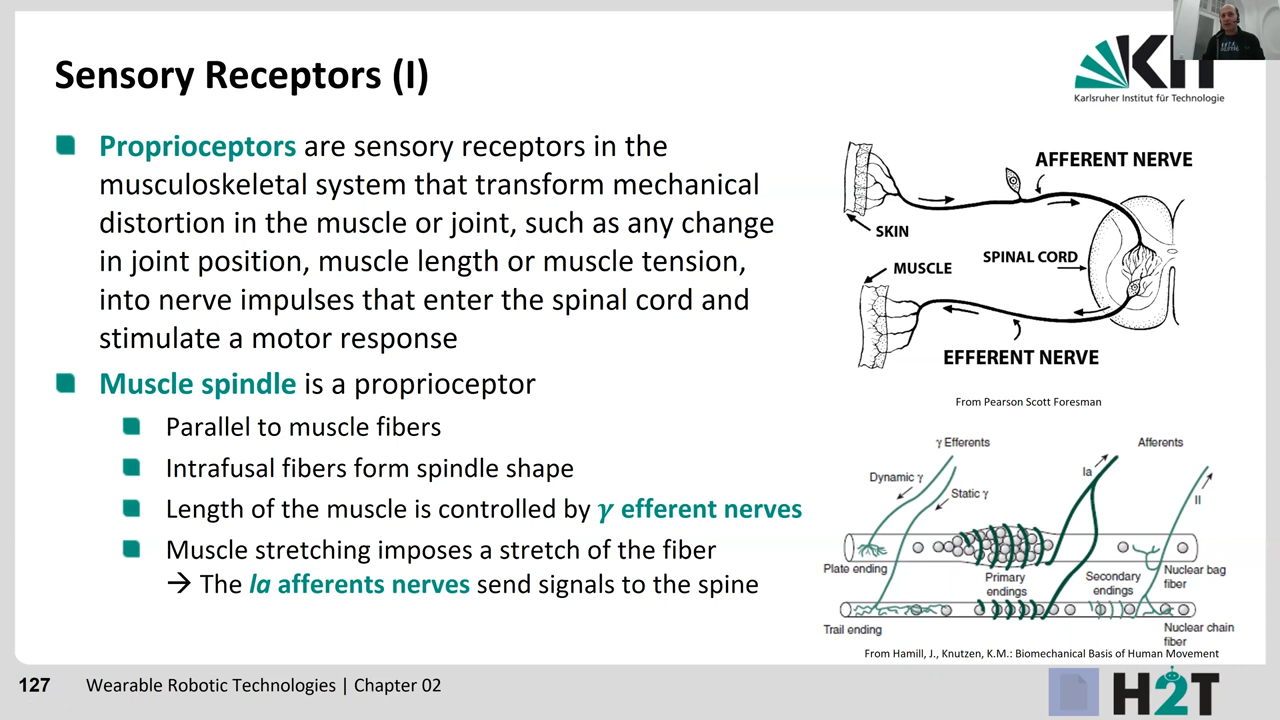 Sensory Receptors (I)
KIT
Karlsruher Institut für Technologie
Proprioceptors are sensory receptors in the
musculoskeletal system that transform mechanical
distortion in the muscle or joint, such as any change
in joint position, muscle length or muscle tension,
into nerve impulses that enter the spinal cord and
stimulate a motor response
Muscle spindle is a proprioceptor
Parallel to muscle fibers
Intrafusal fibers form spindle shape
Length of the muscle is controlled by γ efferent nerves
Muscle stretching imposes a stretch of the fiber
→ The Ia afferents nerves send signals to the spine
AFFERENT NERVE
SKIN
SPINAL CORD
MUSCLE
EFFERENT NERVE
From Pearson Scott Foresman
γ Efferents
Afferents
Dynamic γ
Ia
Static γ
II
Plate ending
Primary
endings
Secondary
endings
Nuclear bag
fiber
Trail ending
Nuclear chain
fiber
From Hamill, J., Knutzen, K.M.: Biomechanical Basis of Human Movement
127
Wearable Robotic Technologies | Chapter 02
H2T